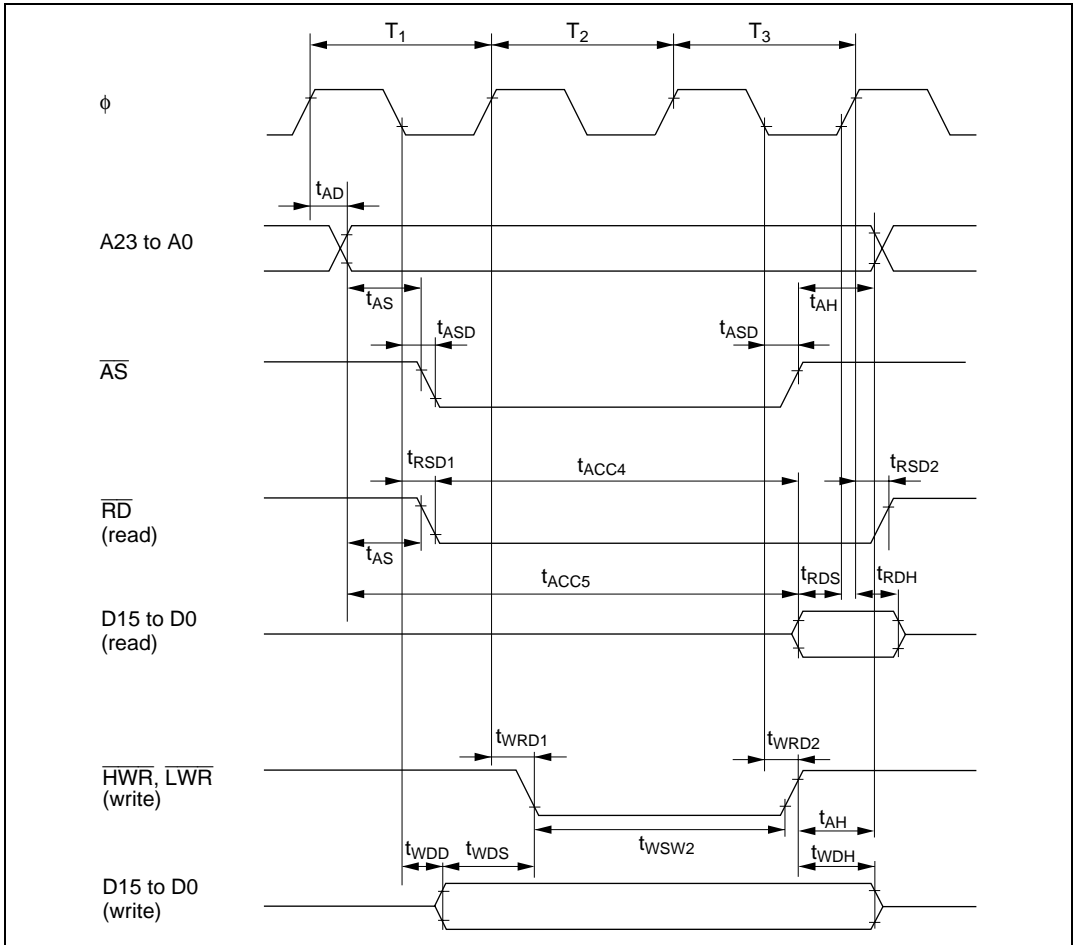 T1 T2 T3
ϕ
tAD
A23 to A0
tAS tAH
tASD tASD
AS
tRSD1 tACC4 tRSD2
RD
(read)
tAS
tACC5 tRDS tRDH
D15 to D0
(read)
tWRD1 tWRD2
HWR, LWR
(write)
tAH
tWSW2
tWDD tWDS tWDH
D15 to D0
(write)